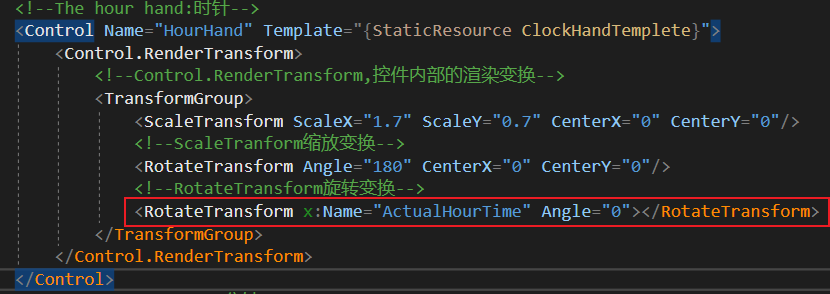 <!--The hour hand:时针-->
<Control Name="HourHand" Template="{StaticResource ClockHandTemplete}">
<Control.RenderTransform>
<!--Control.RenderTransform,控件内部的渲染变换-->
<TransformGroup>
<ScaleTransform ScaleX="1.7" ScaleY="0.7" CenterX="0" CenterY="0"/>
<!--ScaleTranform缩放变换-->
<RotateTransform Angle="180" CenterX="0" CenterY="0"/>
<!--RotateTransform旋转变换-->
<RotateTransform x:Name="ActualHourTime" Angle="0"></RotateTransform>
</TransformGroup>
</Control.RenderTransform>
</Control>